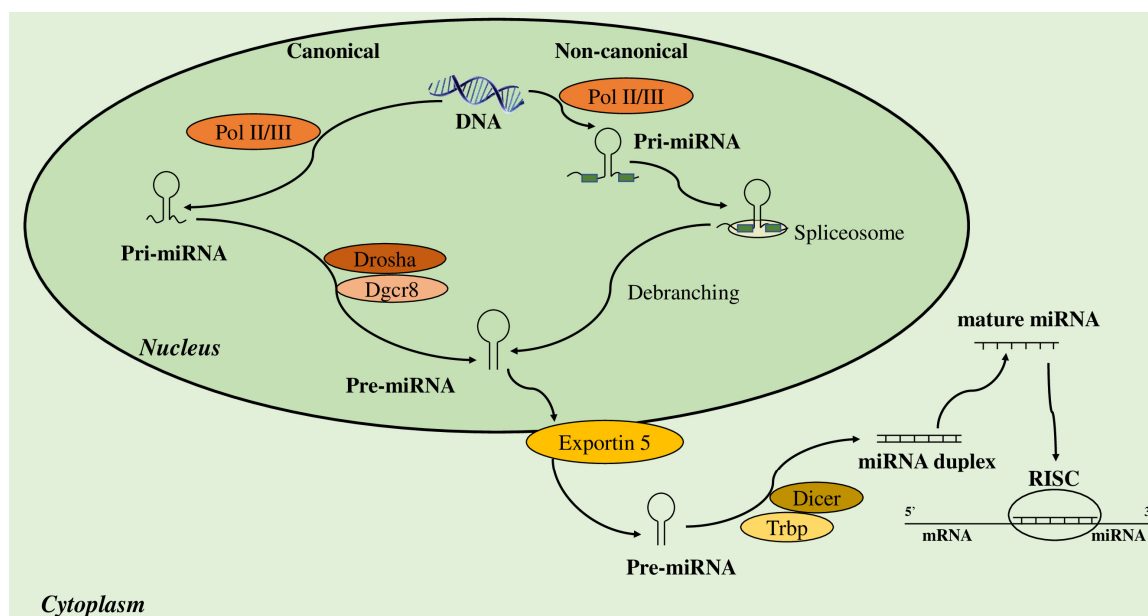 Canonical
Non-canonical
Pol II/III
DNA
Pol II/III
Pri-miRNA
Pri-miRNA
Spliceosome
Drosha
Dgcr8
Debranching
Nucleus
Pre-miRNA
mature miRNA
Exportin 5
miRNA duplex
RISC
Dicer
Trbp
5'
3
mRNA
miRNA
Pre-miRNA
Cytoplasm